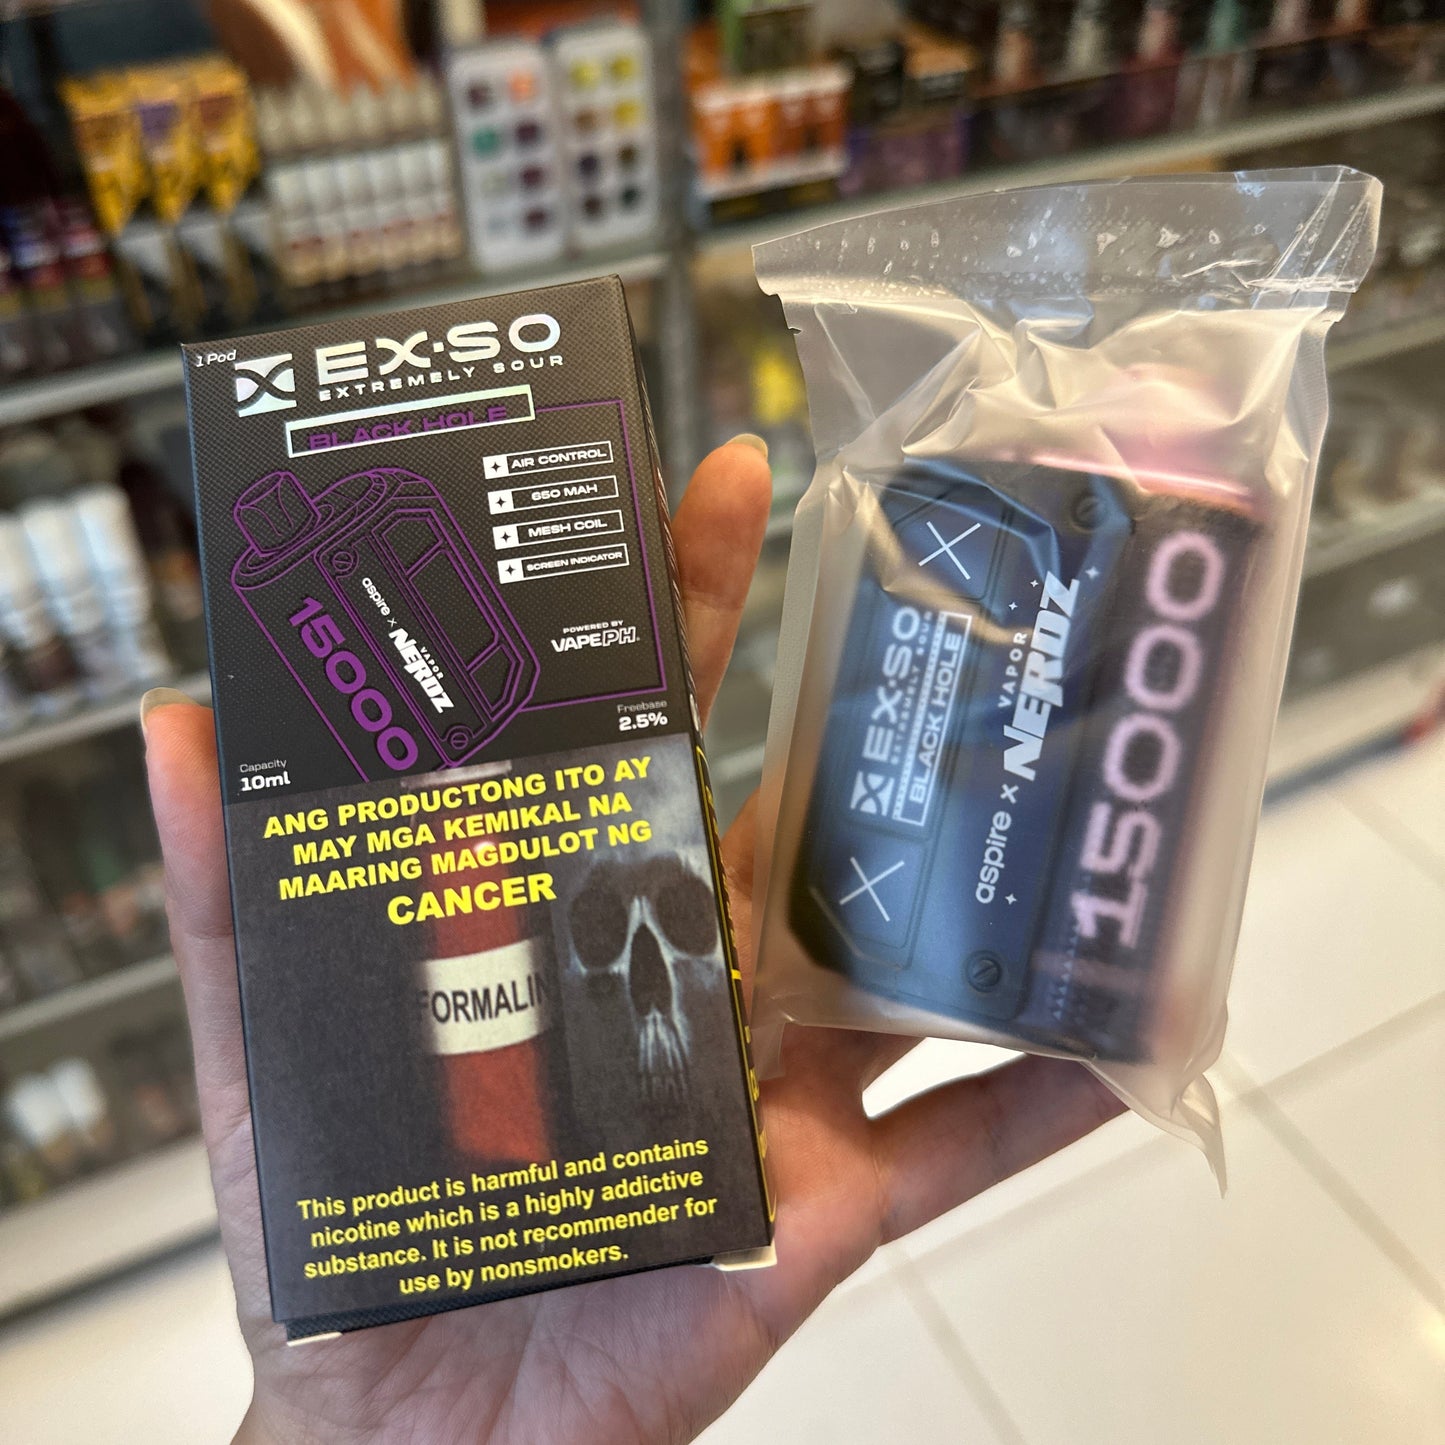 1 Pod
EX·SO
EXTREMELY SOUR
BLACK HOLE
AIR CONTROL
650 MAH
MESH COIL
SCREEN INDICATOR
15000
aspire x
VAPOR
NERDZ
POWERED BY
VAPEPH
Freebase
2.5%
Capacity
10ml
ANG PRODUCTONG ITO AY
MAY MGA KEMIKAL NA
MAARING MAGDULOT NG
CANCER
FORMALIN
This product is harmful and contains
nicotine which is a highly addictive
substance. It is not recommender for
use by nonsmokers.
EX·SO
EXTREMELY SOUR
BLACK HOLE
aspire x
VAPOR
NERDZ
15000